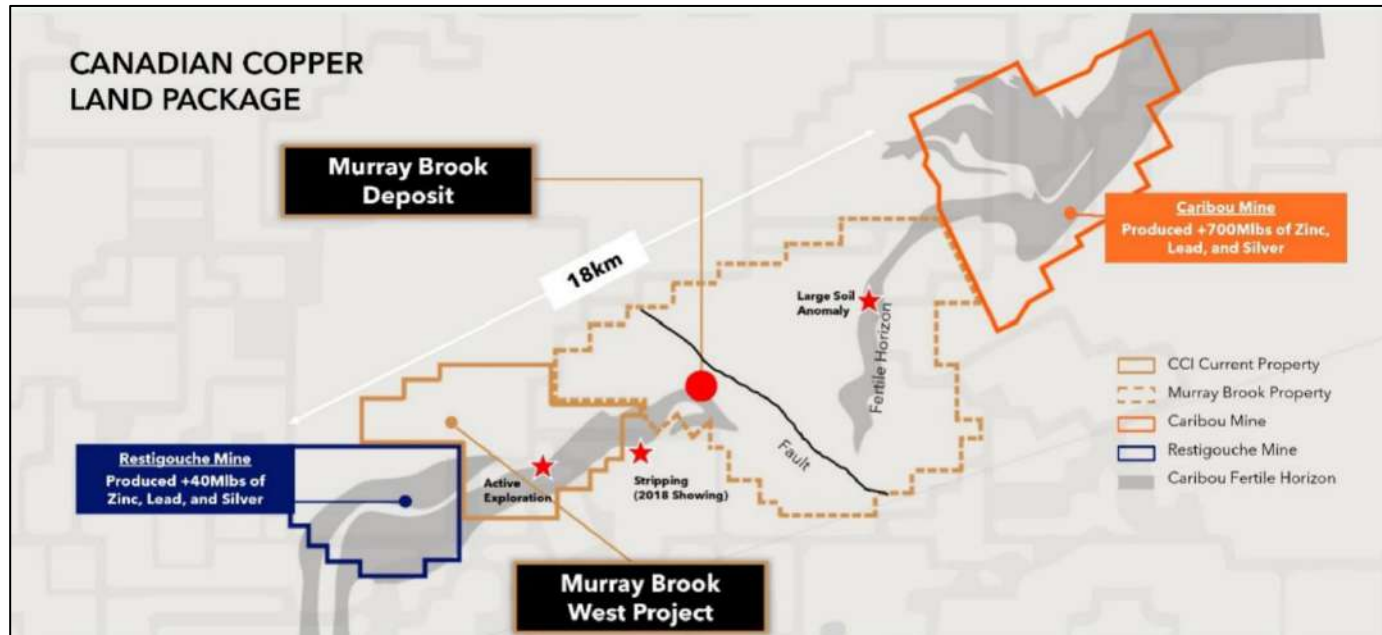 CANADIAN COPPER
LAND PACKAGE
Murray Brook
Deposit
18km
Caribou Mine
Produced +700Mlbs of Zinc,
Lead, and Silver
Large Soil
Anomaly
Fertile Horizon
Fault
CCI Current Property
Murray Brook Property
Caribou Mine
Restigouche Mine
Caribou Fertile Horizon
Restigouche Mine
Produced +40Mlbs of
Zinc, Lead, and Silver
Active
Exploration
Stripping
(2018 Showing)
Murray Brook
West Project